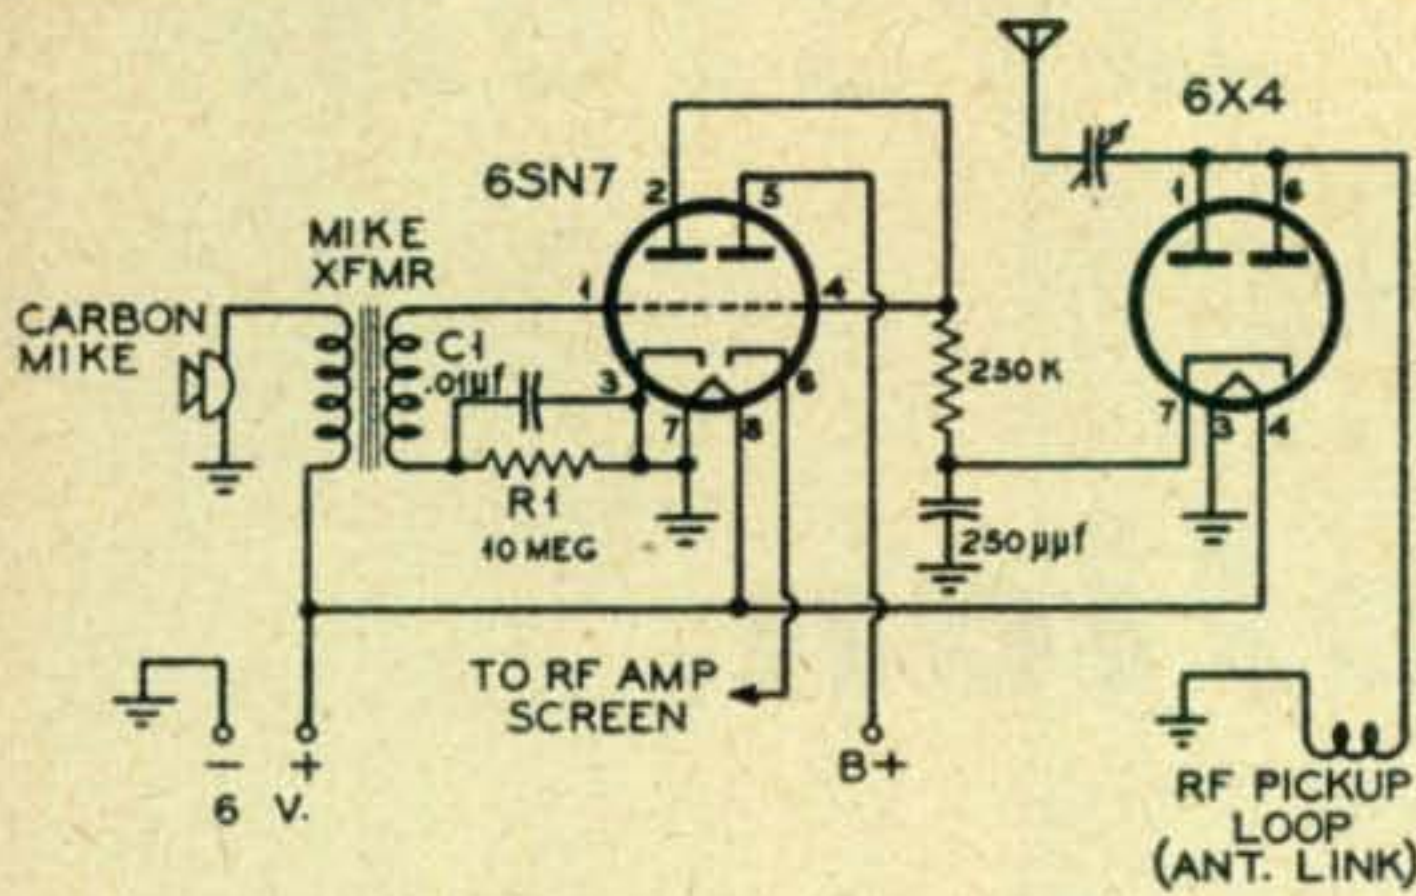 6X4
6SN7
2
5
1
6
MIKE
XFMR
1
4
CARBON
MIKE
C1
.01µf
3
6
250K
7
8
7
3
4
R1
10 MEG
250µµf
TO RF AMP
SCREEN
B+
- +
6 V.
RF PICKUP
LOOP
(ANT. LINK)